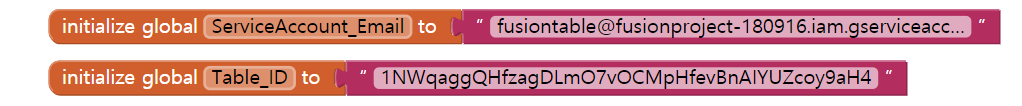 initialize global ServiceAccount_Email to “ fusiontable@fusionproject-180916.iam.gserviceacc... ”
initialize global Table_ID to “ 1NWqaggQHfzagDLmO7vOCMpHfevBnAIYUZcoy9aH4 ”